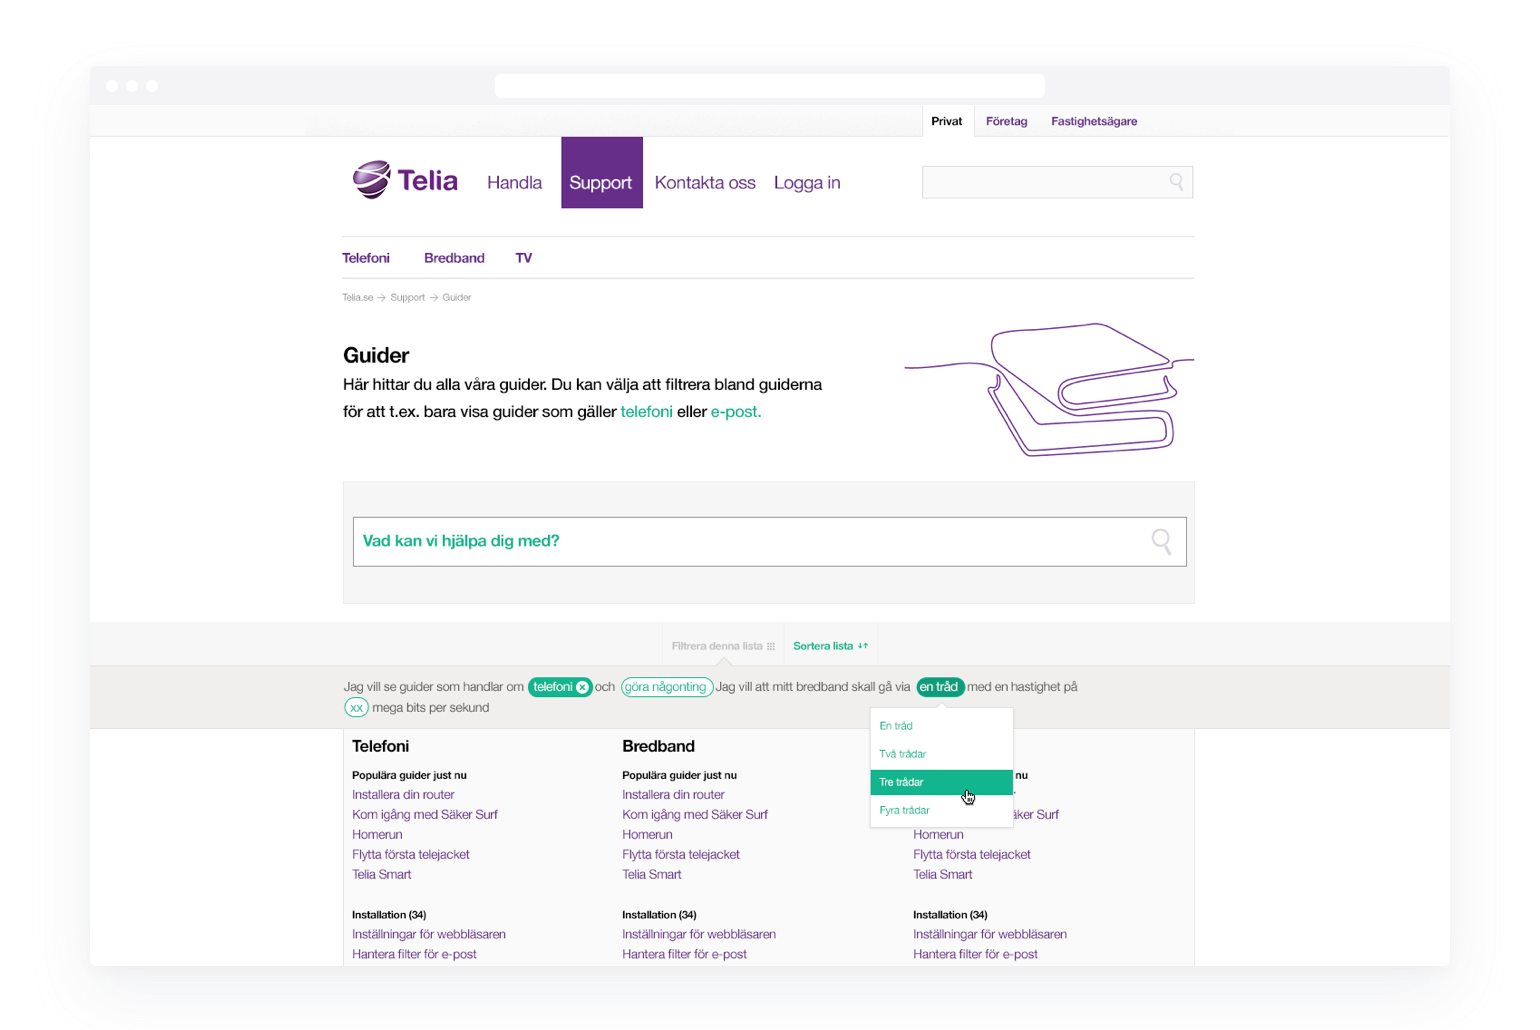 Privat Företag Fastighetsägare
Telia Handla Support Kontakta oss Logga in
Telefoni Bredband TV
Telia.se → Support → Guider
Guider
Här hittar du alla våra guider. Du kan välja att filtrera bland guiderna
för att t.ex. bara visa guider som gäller telefoni eller e-post.
Vad kan vi hjälpa dig med?
Filtrera denna lista Sortera lista
Jag vill se guider som handlar om telefoni och göra någonting Jag vill att mitt bredband skall gå via en tråd med en hastighet på
xx mega bits per sekund
En tråd
Två trådar
Tre trådar
Fyra trådar
Telefoni
Populära guider just nu
Installera din router
Kom igång med Säker Surf
Homerun
Flytta första telejacket
Telia Smart
Installation (34)
Inställningar för webbläsaren
Hantera filter för e-post
Bredband
Populära guider just nu
Installera din router
Kom igång med Säker Surf
Homerun
Flytta första telejacket
Telia Smart
Installation (34)
Inställningar för webbläsaren
Hantera filter för e-post
nu
äker Surf
Homerun
Flytta första telejacket
Telia Smart
Installation (34)
Inställningar för webbläsaren
Hantera filter för e-post